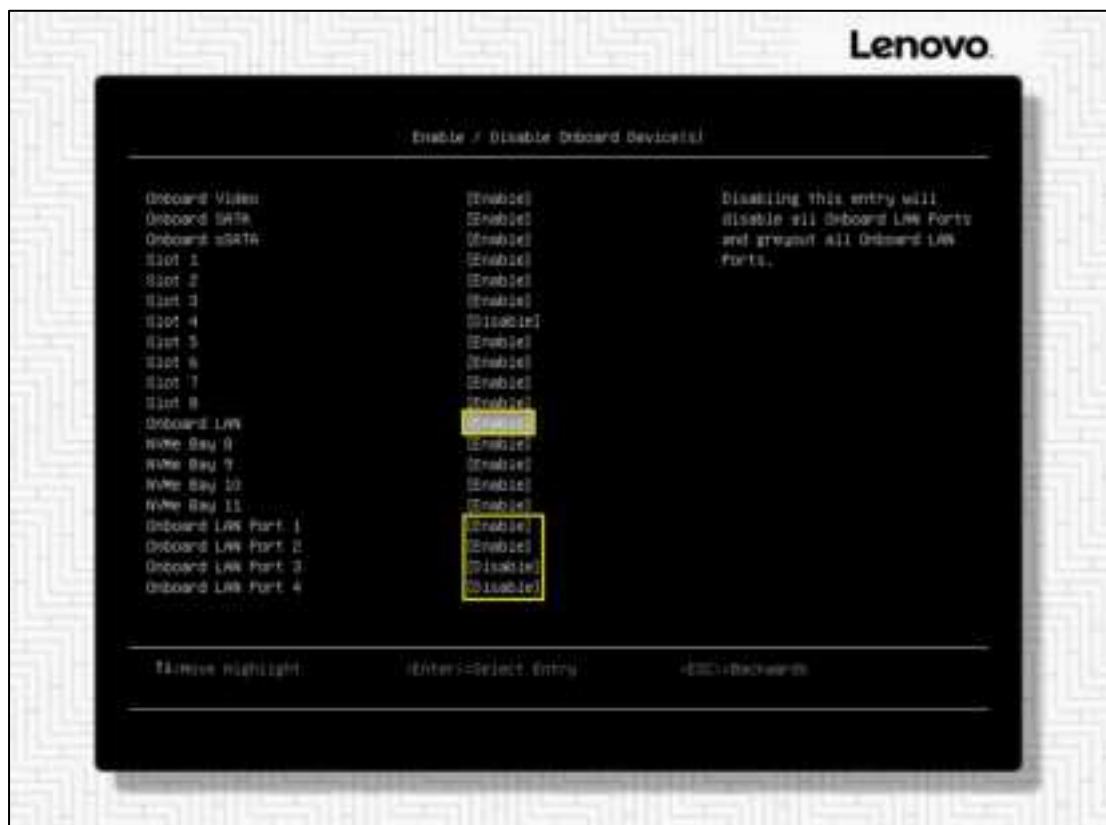 Lenovo
Enable / Disable Onboard Device(s)
Onboard Video [Enable] Disabling this entry will
Onboard SATA [Enable] disable all Onboard LAN Ports
Onboard sSATA [Enable] and greyout all Onboard LAN
Slot 1 [Enable] Ports.
Slot 2 [Enable]
Slot 3 [Enable]
Slot 4 [Disable]
Slot 5 [Enable]
Slot 6 [Enable]
Slot 7 [Enable]
Slot 8 [Enable]
Onboard LAN [Enable]
NVMe Bay 8 [Enable]
NVMe Bay 9 [Enable]
NVMe Bay 10 [Enable]
NVMe Bay 11 [Enable]
Onboard LAN Port 1 [Enable]
Onboard LAN Port 2 [Enable]
Onboard LAN Port 3 [Disable]
Onboard LAN Port 4 [Disable]
↑↓=Move Highlight <Enter>=Select Entry <ESC>=Backwards